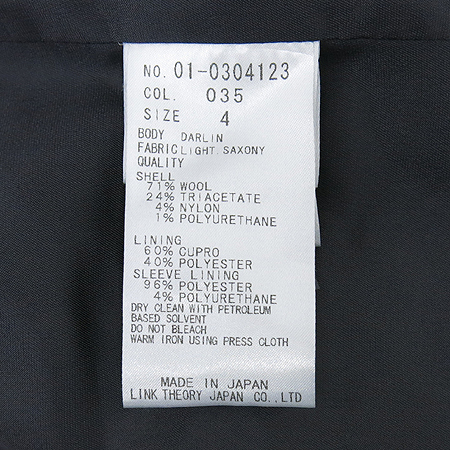 NO. 01-0304123
COL. 035
SIZE 4
BODY DARLIN
FABRIC LIGHT. SAXONY
QUALITY
SHELL
71% WOOL
24% TRIACETATE
4% NYLON
1% POLYURETHANE
LINING
60% CUPRO
40% POLYESTER
SLEEVE LINING
96% POLYESTER
4% POLYURETHANE
DRY CLEAN WITH PETROLEUM
BASED SOLVENT
DO NOT BLEACH
WARM IRON USING PRESS CLOTH
MADE IN JAPAN
LINK THEORY JAPAN CO., LTD